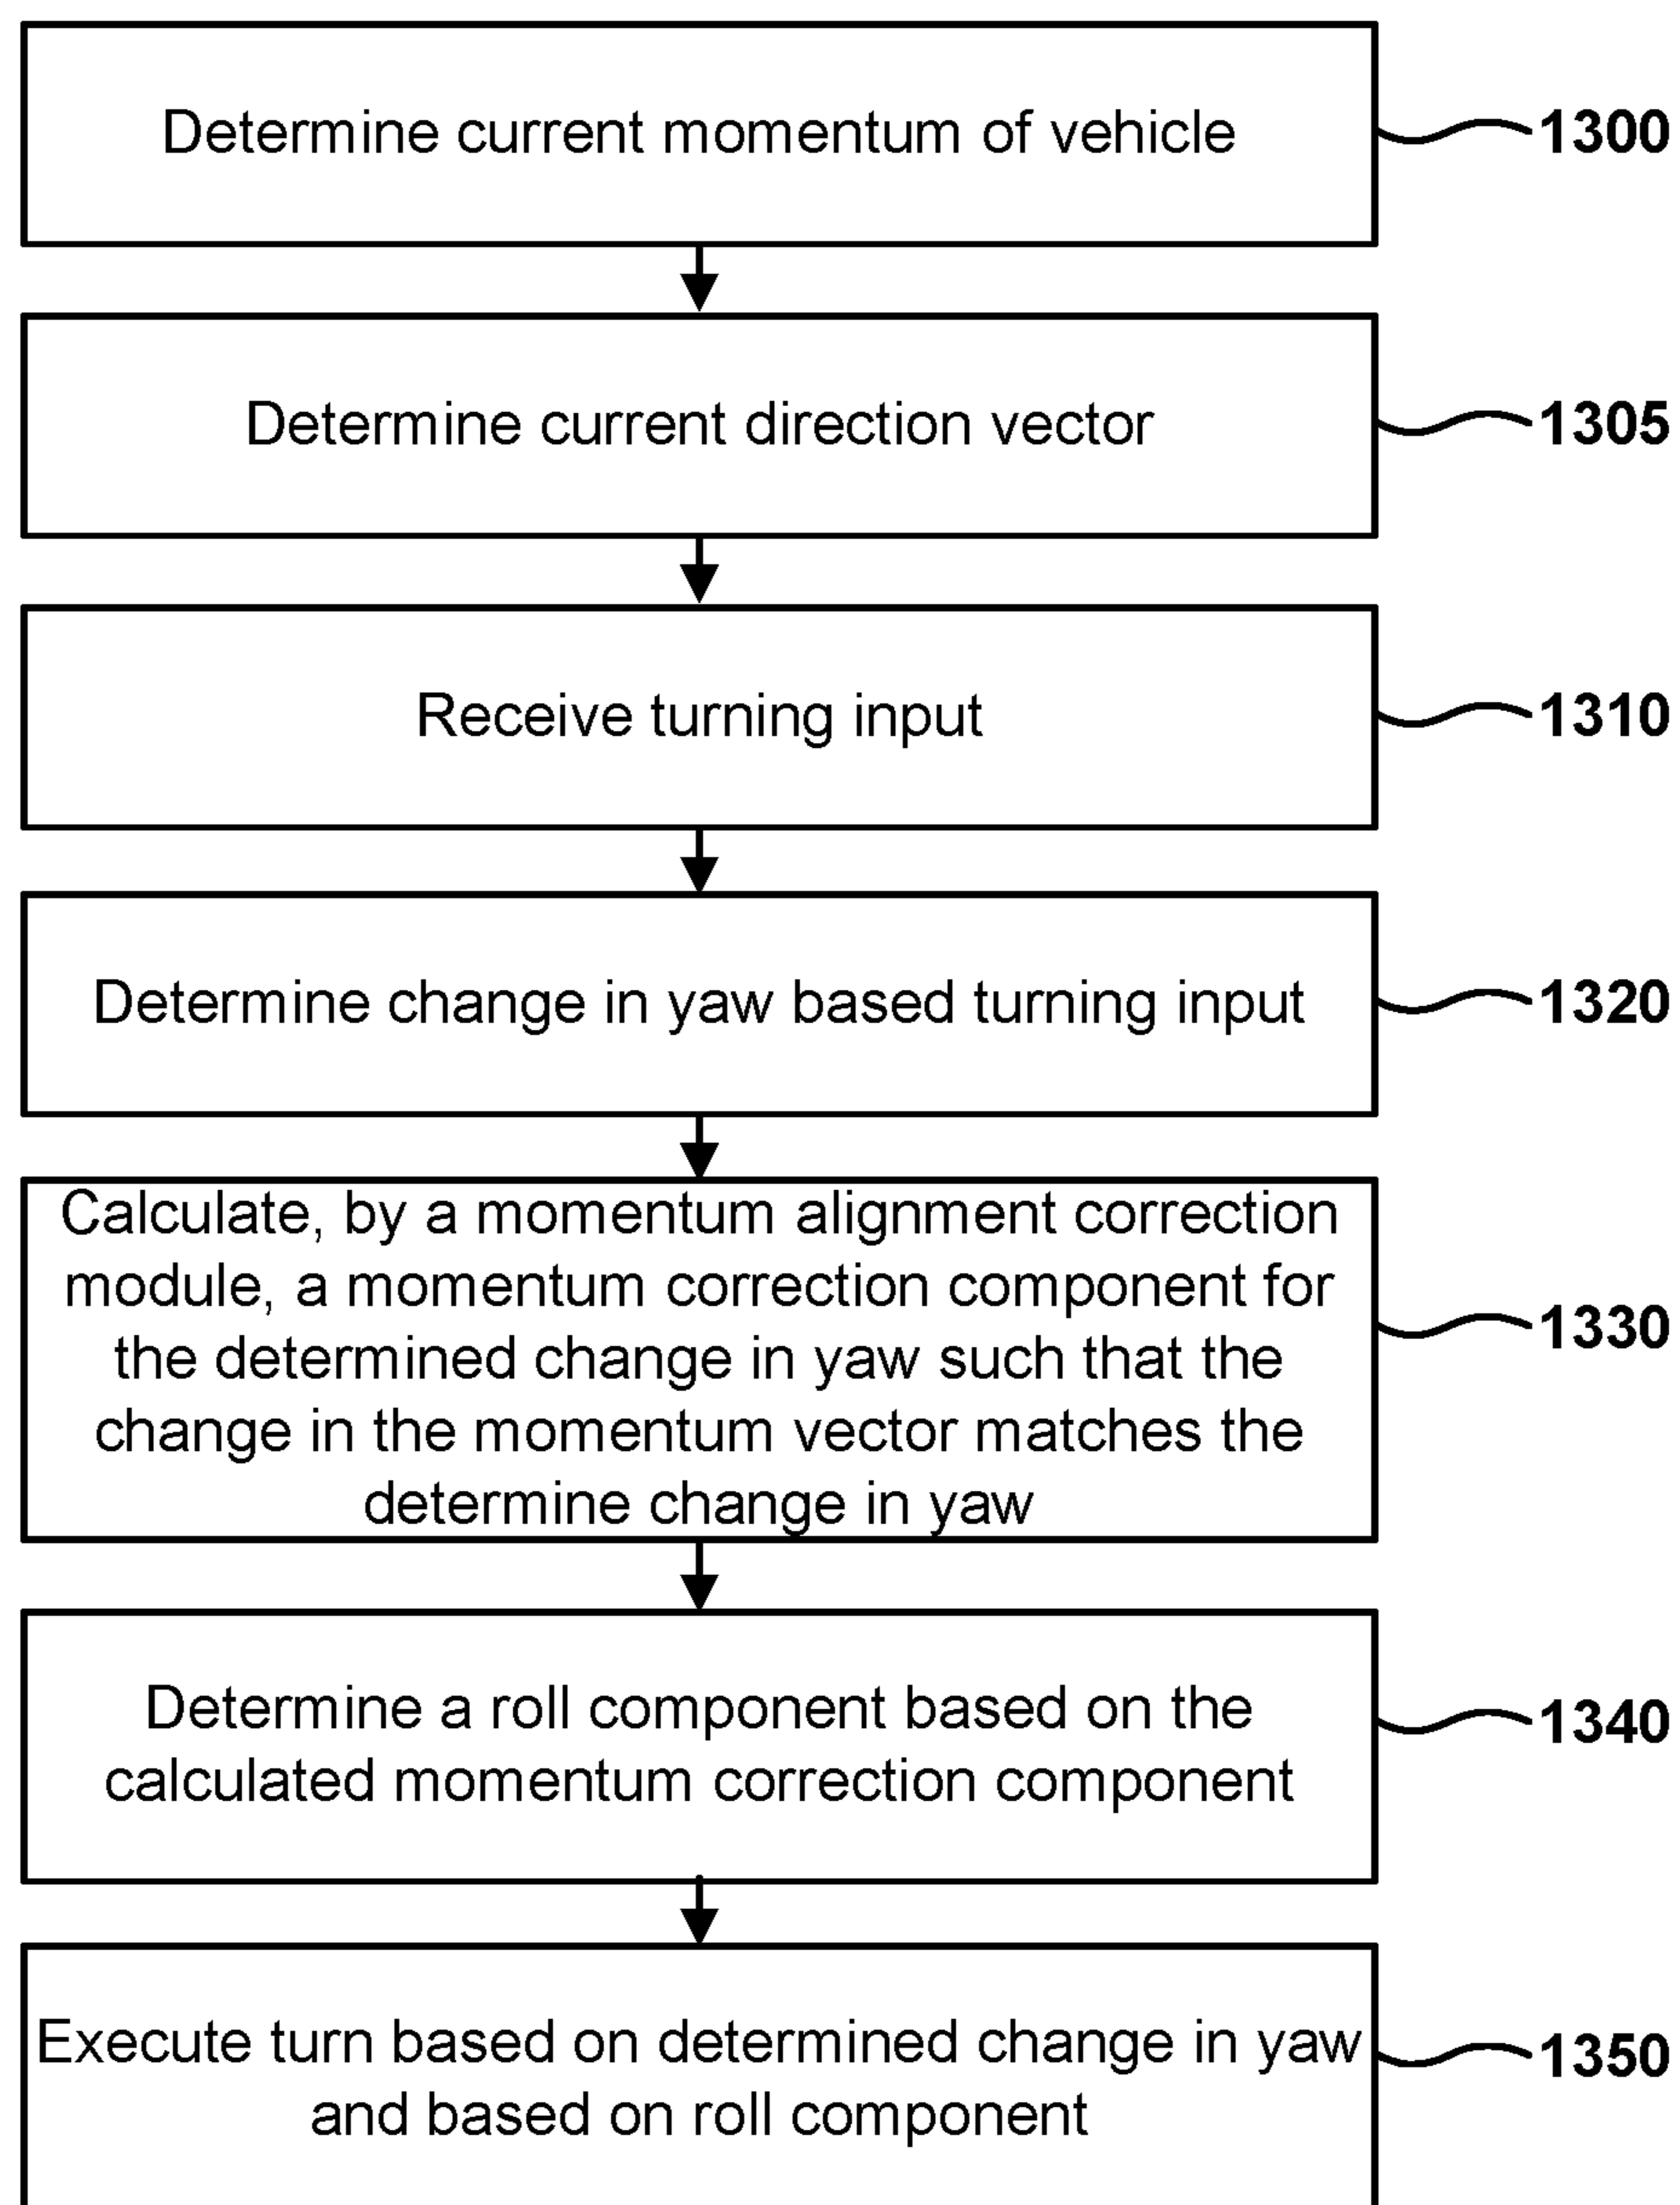 Determine current momentum of vehicle
1300
Determine current direction vector
1305
Receive turning input
1310
Determine change in yaw based turning input
1320
Calculate, by a momentum alignment correction
module, a momentum correction component for
the determined change in yaw such that the
change in the momentum vector matches the
determine change in yaw
1330
Determine a roll component based on the
calculated momentum correction component
1340
Execute turn based on determined change in yaw
and based on roll component
1350